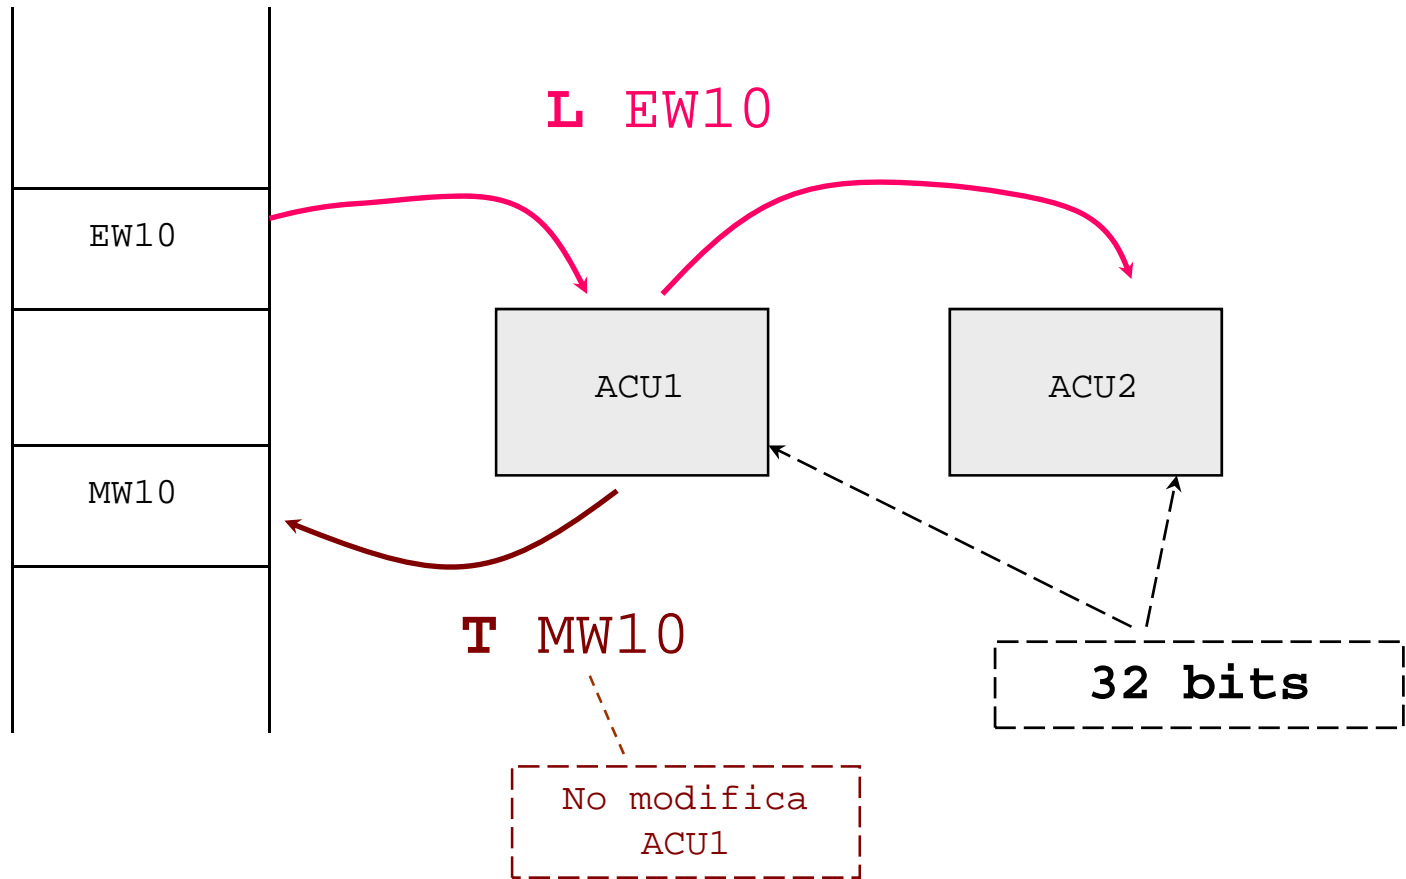 L EW10
EW10
ACU1
ACU2
MW10
T MW10
32 bits
No modifica
ACU1